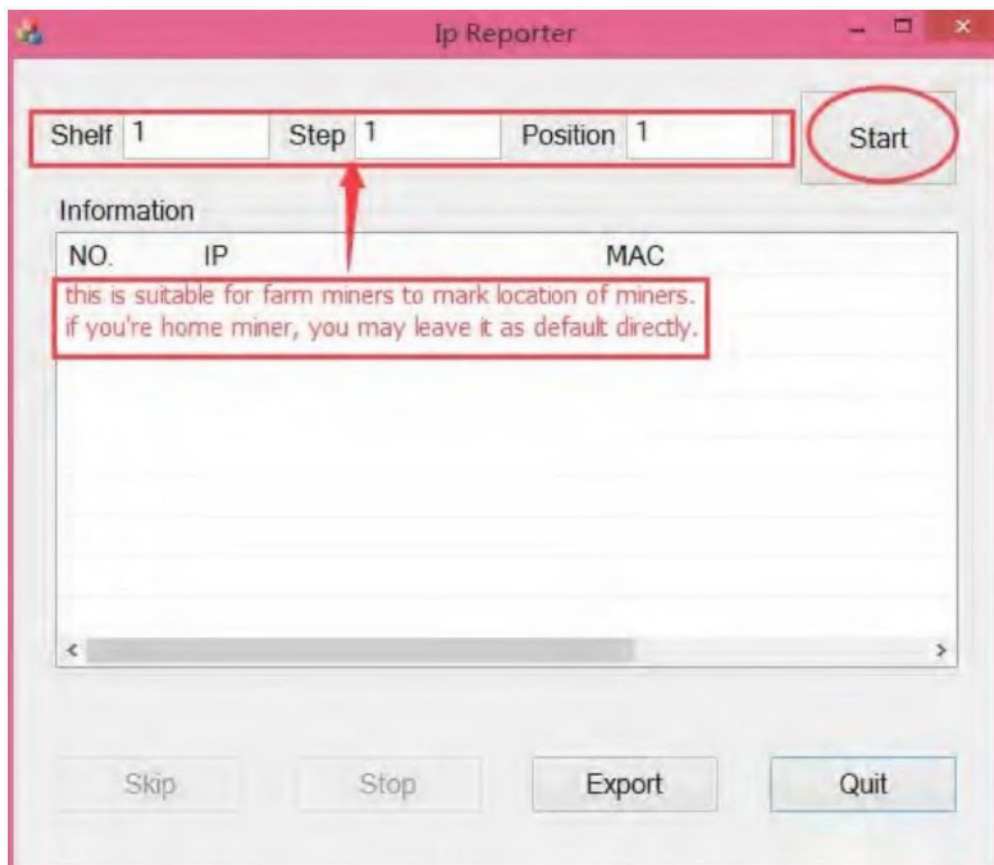 Ip Reporter
Shelf 1 Step 1 Position 1 Start
Information
NO. IP MAC
this is suitable for farm miners to mark location of miners.
if you're home miner, you may leave it as default directly.
Skip Stop Export Quit